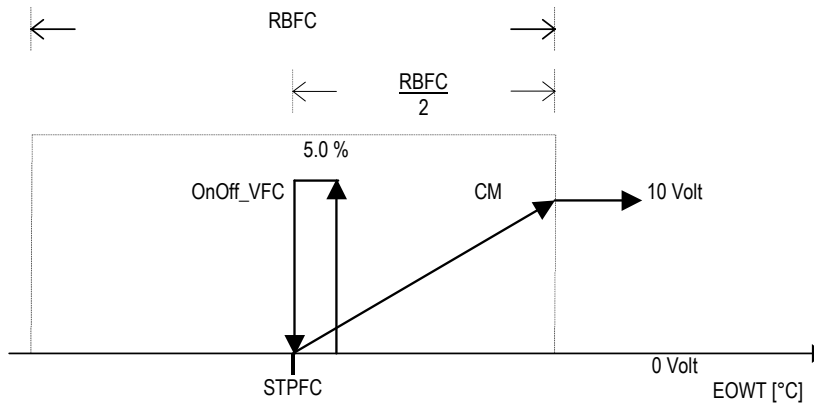 RBFC
RBFC
2
5.0 %
OnOff_VFC
CM
10 Volt
0 Volt
STPFC
EOWT [°C]